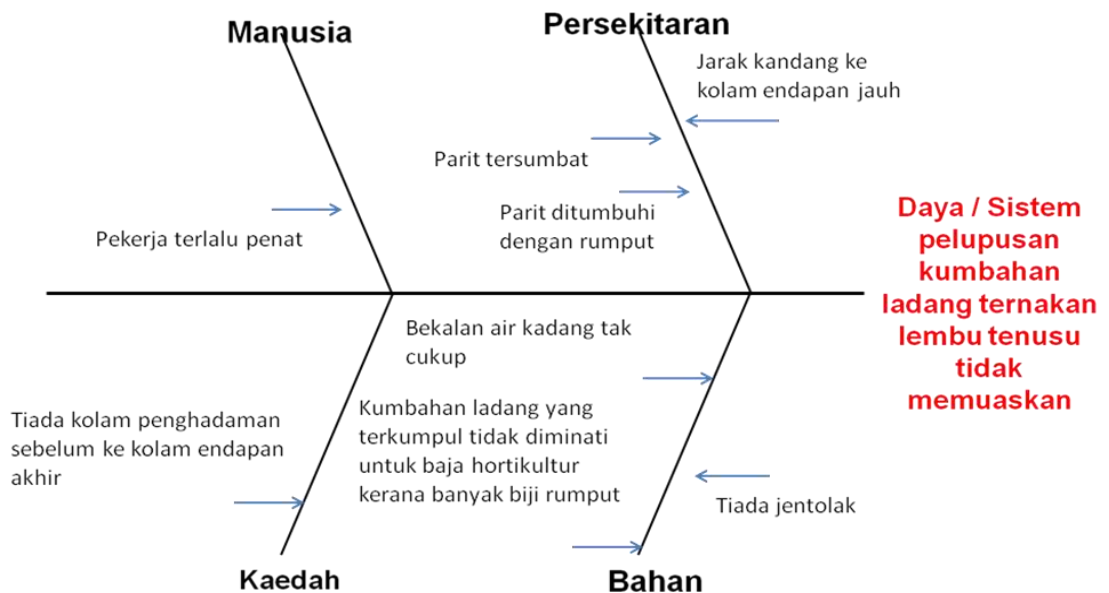 Manusia
Persekitaran
Jarak kandang ke
kolam endapan jauh
Parit tersumbat
Parit ditumbuhi
dengan rumput
Pekerja terlalu penat
Daya / Sistem
pelupusan
kumbahan
ladang ternakan
lembu tenusu
tidak
memuaskan
Bekalan air kadang tak
cukup
Tiada kolam penghadaman
sebelum ke kolam endapan
akhir
Kumbahan ladang yang
terkumpul tidak diminati
untuk baja hortikultur
kerana banyak biji rumput
Tiada jentolak
Kaedah
Bahan